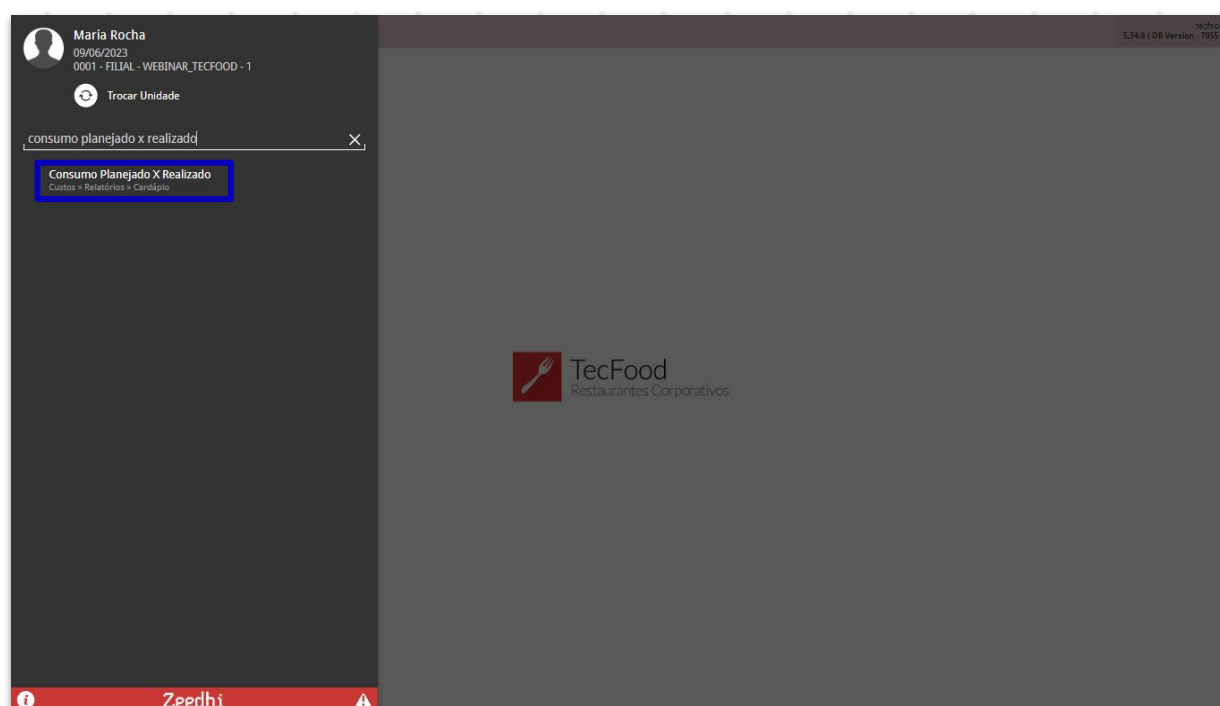 Maria Rocha
09/06/2023
0001 - FILIAL - WEBINAR_TECFOOD - 1
Trocar Unidade
consumo planejado x realizado
Consumo Planejado X Realizado
Custos » Relatórios » Cardápio
tecfoo
3.34.0 ( DB Version - 7055
TecFood
Restaurantes Corporativos
Zeedhi